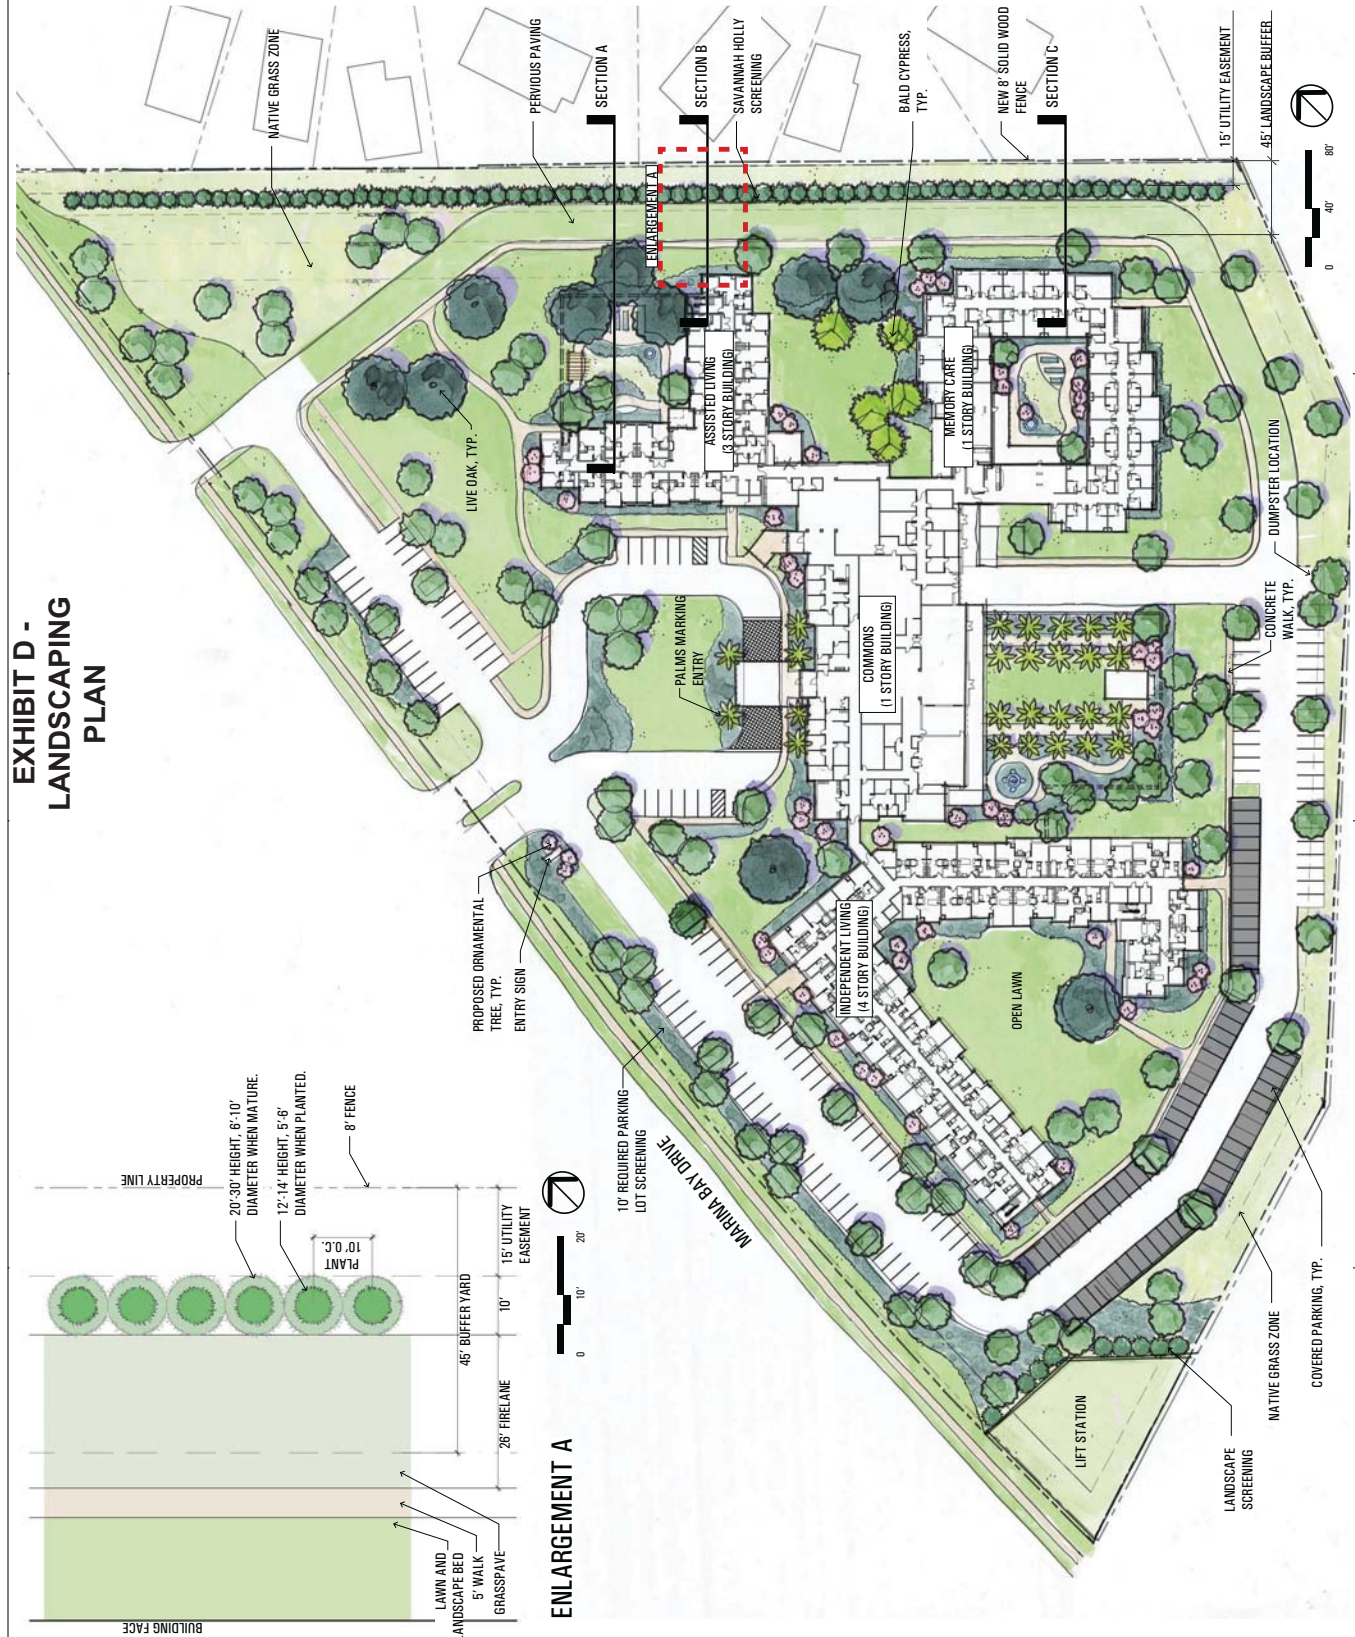 EXHIBIT D -
LANDSCAPING
PLAN
NATIVE GRASS ZONE
PERVIOUS PAVING
SECTION A
SECTION B
SAVANNAH HOLLY
SCREENING
BALD CYPRESS,
TYP.
NEW 8' SOLID WOOD
FENCE
SECTION C
15' UTILITY EASEMENT
45' LANDSCAPE BUFFER
0
40'
80'
ENLARGEMENT A
LIVE OAK, TYP.
ASSISTED LIVING
(3 STORY BUILDING)
MEMORY CARE
(1 STORY BUILDING)
DUMPSTER LOCATION
CONCRETE
WALK, TYP.
PALMS MARKING
ENTRY
COMMONS
(1 STORY BUILDING)
PROPOSED ORNAMENTAL
TREE, TYP.
ENTRY SIGN
INDEPENDENT LIVING
(4 STORY BUILDING)
OPEN LAWN
10' REQUIRED PARKING
LOT SCREENING
MARINA BAY DRIVE
LIFT STATION
LANDSCAPE
SCREENING
NATIVE GRASS ZONE
COVERED PARKING, TYP.
PROPERTY LINE
20'-30' HEIGHT, 6'-10'
DIAMETER WHEN MATURE.
12'-14' HEIGHT, 5'-6'
DIAMETER WHEN PLANTED.
8' FENCE
PLANT
10' O.C.
15' UTILITY
EASEMENT
10'
45' BUFFER YARD
26' FIRELANE
LAWN AND
LANDSCAPE BED
5' WALK
GRASSPAVE
BUILDING FACE
0
10'
20'
ENLARGEMENT A